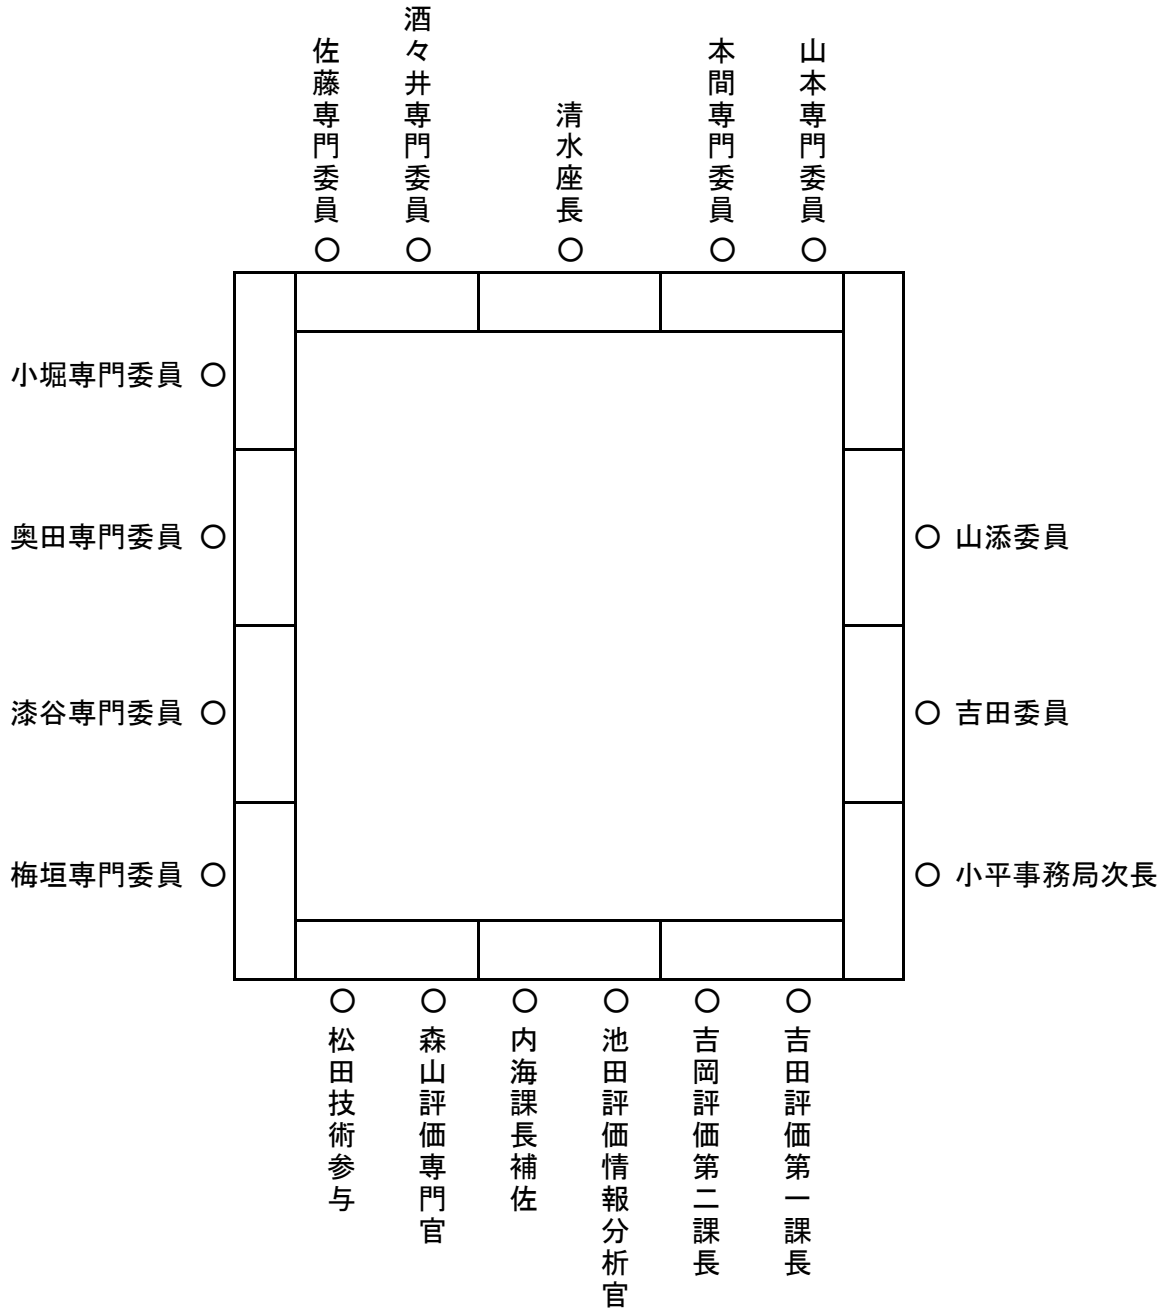 佐藤専門委員
酒々井専門委員
清水座長
本間専門委員
山本専門委員
小堀専門委員
奥田専門委員
山添委員
漆谷専門委員
吉田委員
梅垣専門委員
小平事務局次長
松田技術参与
森山評価専門官
内海課長補佐
池田評価情報分析官
吉岡評価第二課長
吉田評価第一課長